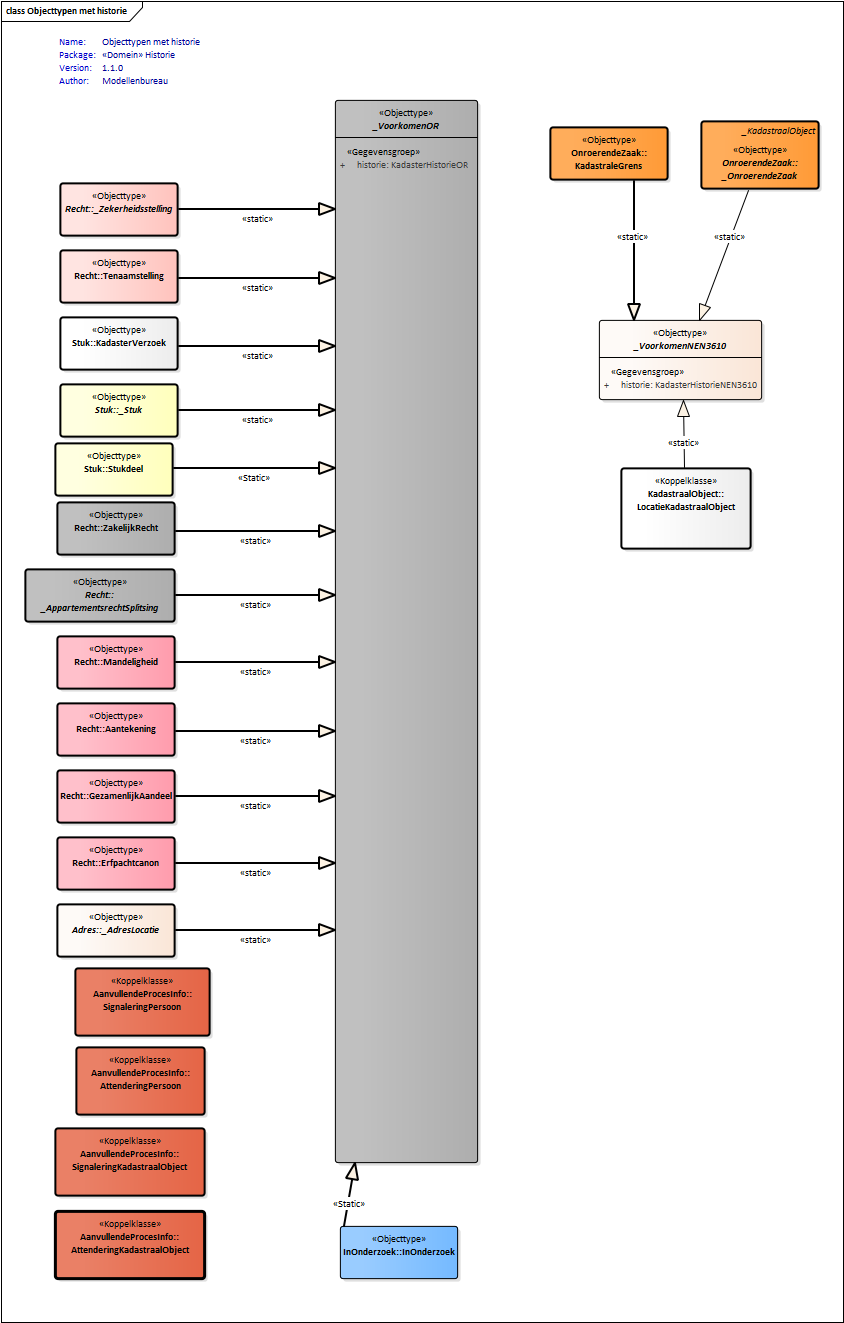 class Objecttypen met historie
Name: Objecttypen met historie
Package: «Domein» Historie
Version: 1.1.0
Author: Modellenbureau
«Objecttype»
_VoorkomenOR
«Gegevensgroep»
+ historie: KadasterHistorieOR
«Objecttype»
Recht::_Zekerheidsstelling
«static»
«Objecttype»
Recht::Tenaamstelling
«static»
«Objecttype»
Stuk::KadasterVerzoek
«static»
«Objecttype»
Stuk::_Stuk
«static»
«Objecttype»
Stuk::Stukdeel
«Static»
«Objecttype»
Recht::ZakelijkRecht
«static»
«Objecttype»
Recht::
_AppartementsrechtSplitsing
«static»
«Objecttype»
Recht::Mandeligheid
«static»
«Objecttype»
Recht::Aantekening
«static»
«Objecttype»
Recht::GezamenlijkAandeel
«static»
«Objecttype»
Recht::Erfpachtcanon
«static»
«Objecttype»
Adres::_AdresLocatie
«static»
«Koppelklasse»
AanvullendeProcesInfo::
SignaleringPersoon
«Koppelklasse»
AanvullendeProcesInfo::
AttenderingPersoon
«Koppelklasse»
AanvullendeProcesInfo::
SignaleringKadastraalObject
«Koppelklasse»
AanvullendeProcesInfo::
AttenderingKadastraalObject
«Static»
«Objecttype»
InOnderzoek::InOnderzoek
«Objecttype»
OnroerendeZaak::
KadastraleGrens
_KadastraalObject
«Objecttype»
OnroerendeZaak::
_OnroerendeZaak
«static»
«static»
«Objecttype»
_VoorkomenNEN3610
«Gegevensgroep»
+ historie: KadasterHistorieNEN3610
«static»
«Koppelklasse»
KadastraalObject::
LocatieKadastraalObject